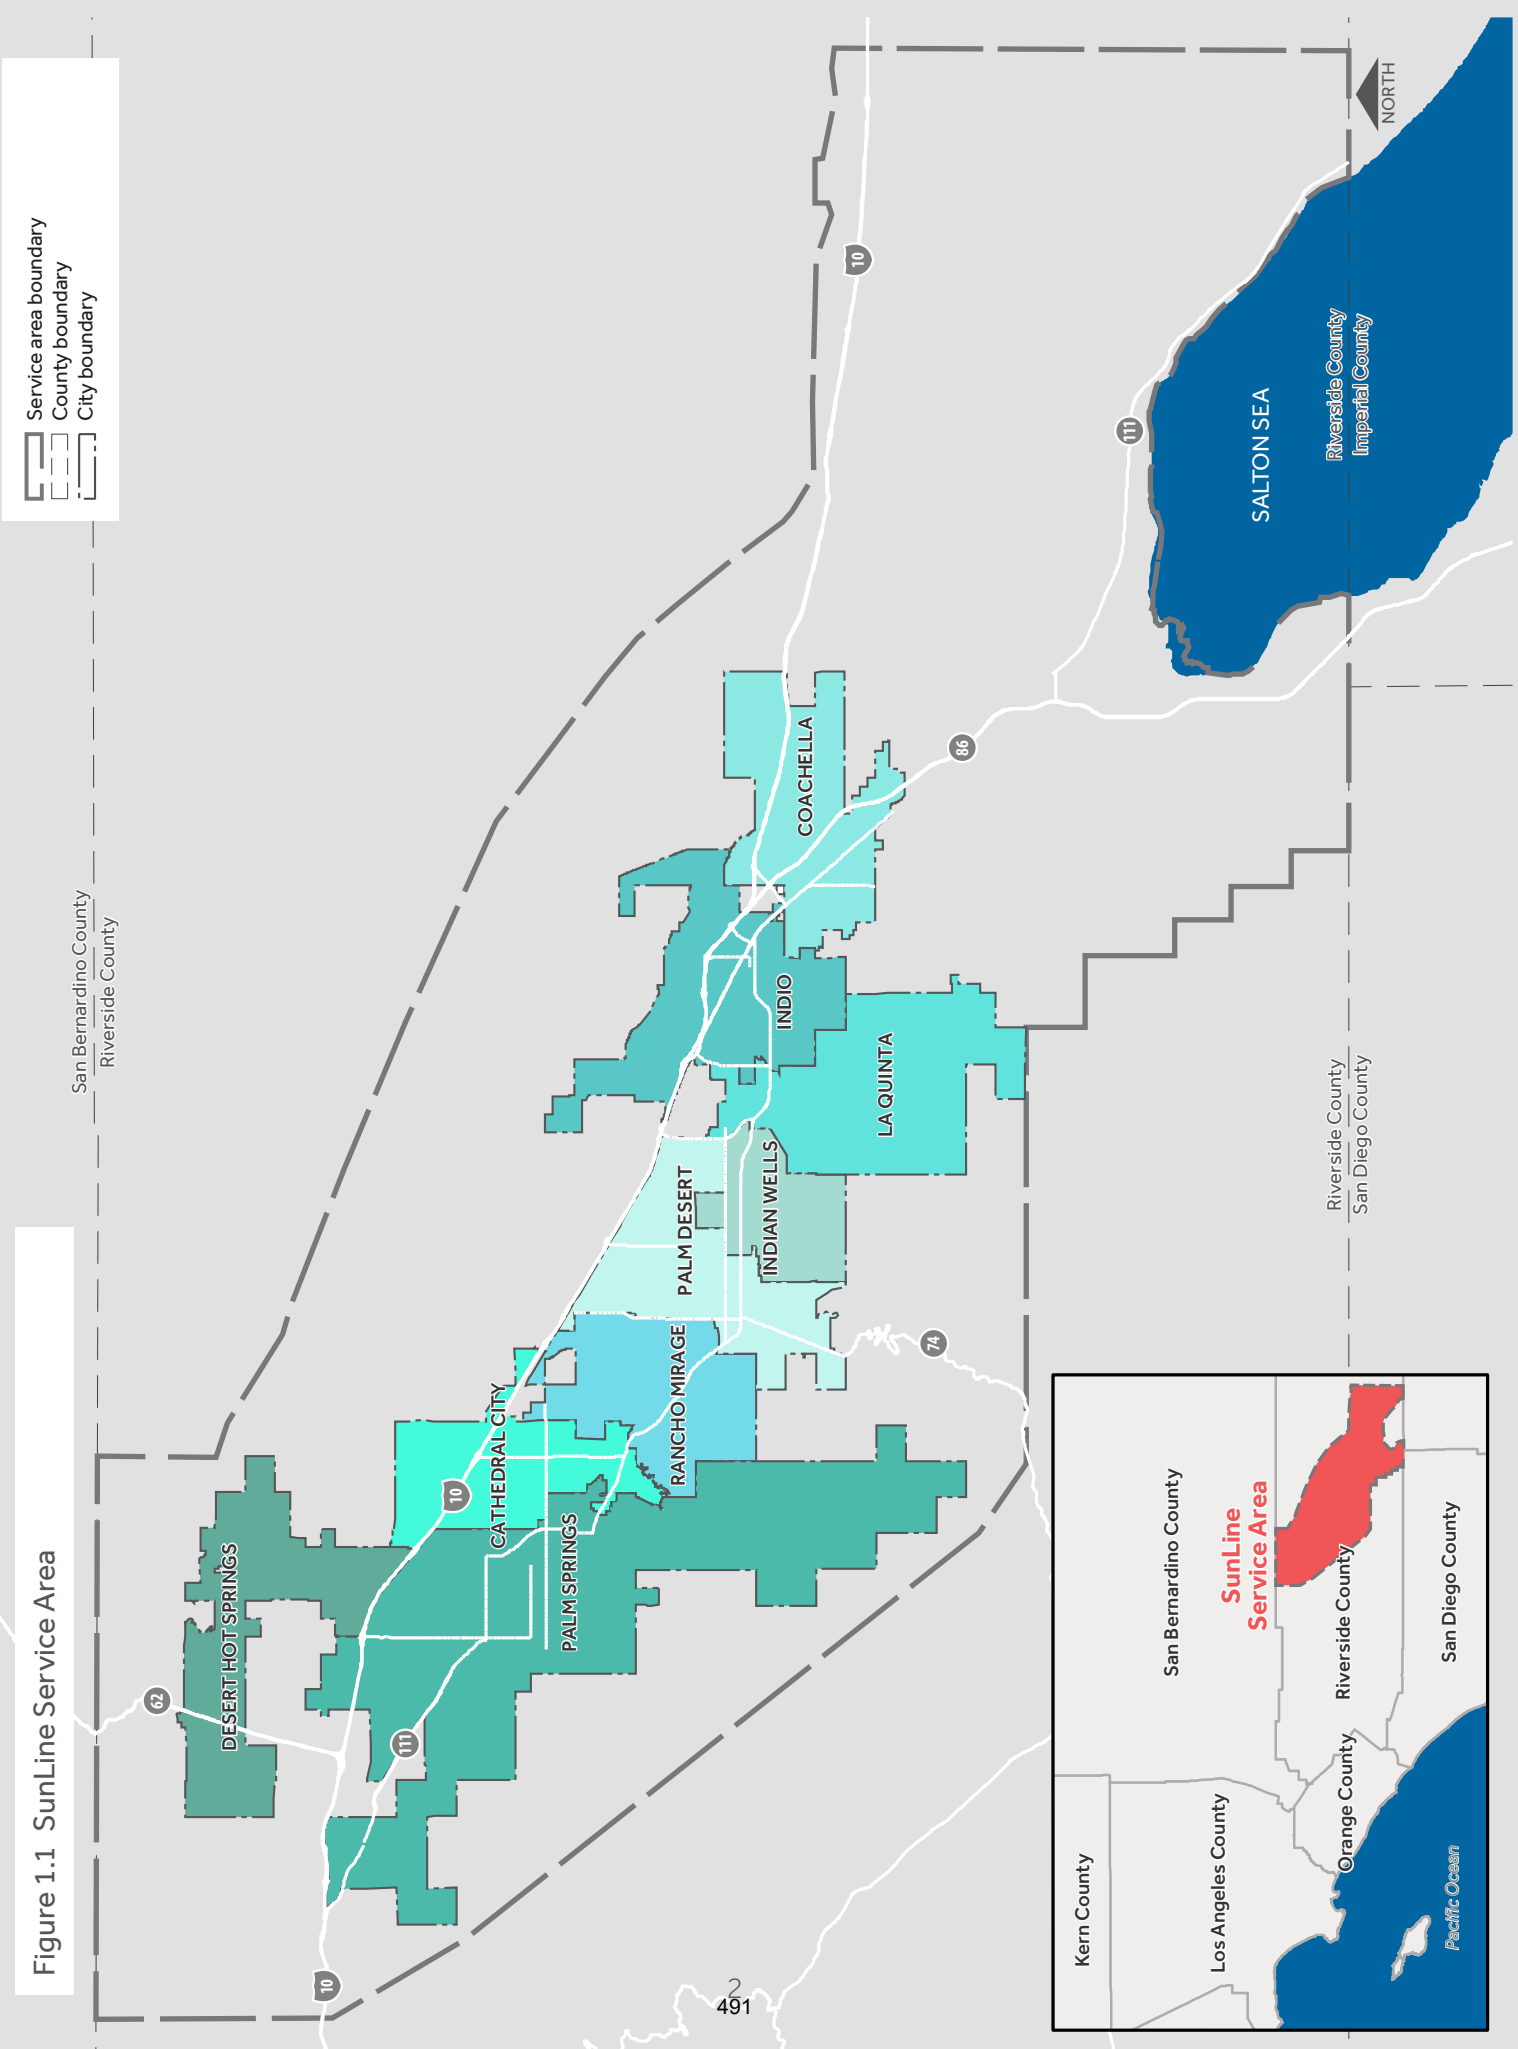 Figure 1.1 SunLine Service Area
Service area boundary
County boundary
City boundary
San Bernardino County
Riverside County
62
10
10
10
111
111
86
74
DESERT HOT SPRINGS
CATHEDRAL CITY
PALM SPRINGS
RANCHO MIRAGE
PALM DESERT
INDIAN WELLS
LA QUINTA
INDIO
COACHELLA
SALTON SEA
Riverside County
Imperial County
Riverside County
San Diego County
NORTH
Kern County
San Bernardino County
Los Angeles County
SunLine
Service Area
Riverside County
Orange County
San Diego County
Pacific Ocean
2
491